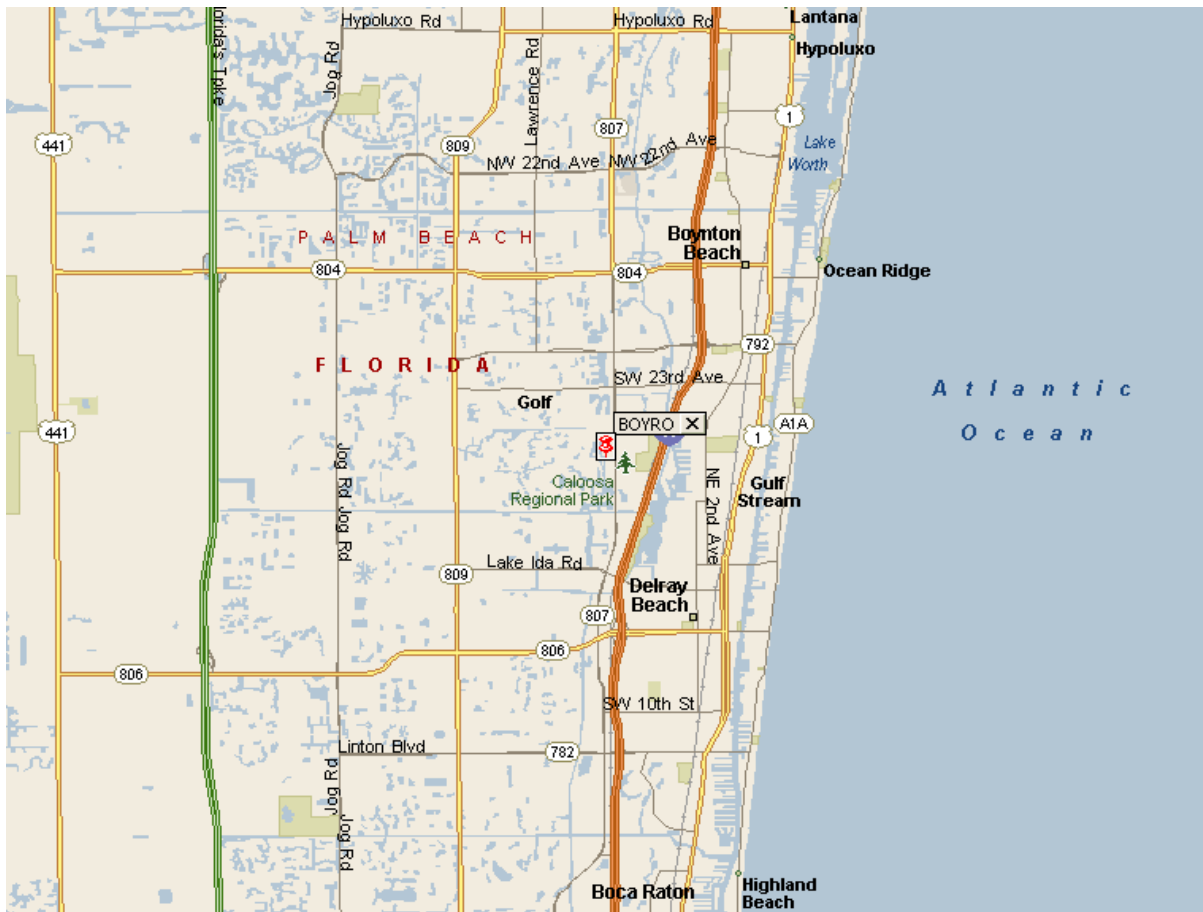 Lantana
Hypoluxo Rd
Hypoluxo Rd
Hypoluxo
lorida's Tpke
Jog Rd
Lawrence Rd
1
807
441
809
NW 22nd Ave
NW 22nd Ave
Lake
Worth
PALM BEACH
Boynton
Beach
804
804
Ocean Ridge
792
FLORIDA
SW 23rd Ave
Atlantic
Ocean
Golf
BOYRO
A1A
441
1
Caloosa
Regional Park
Jog Rd
Jog Rd
NE 2nd Ave
Gulf
Stream
Lake Ida Rd
809
Delray
Beach
807
806
806
SW 10th St
Linton Blvd
782
Jog Rd
Jog Rd
Boca Raton
Highland
Beach